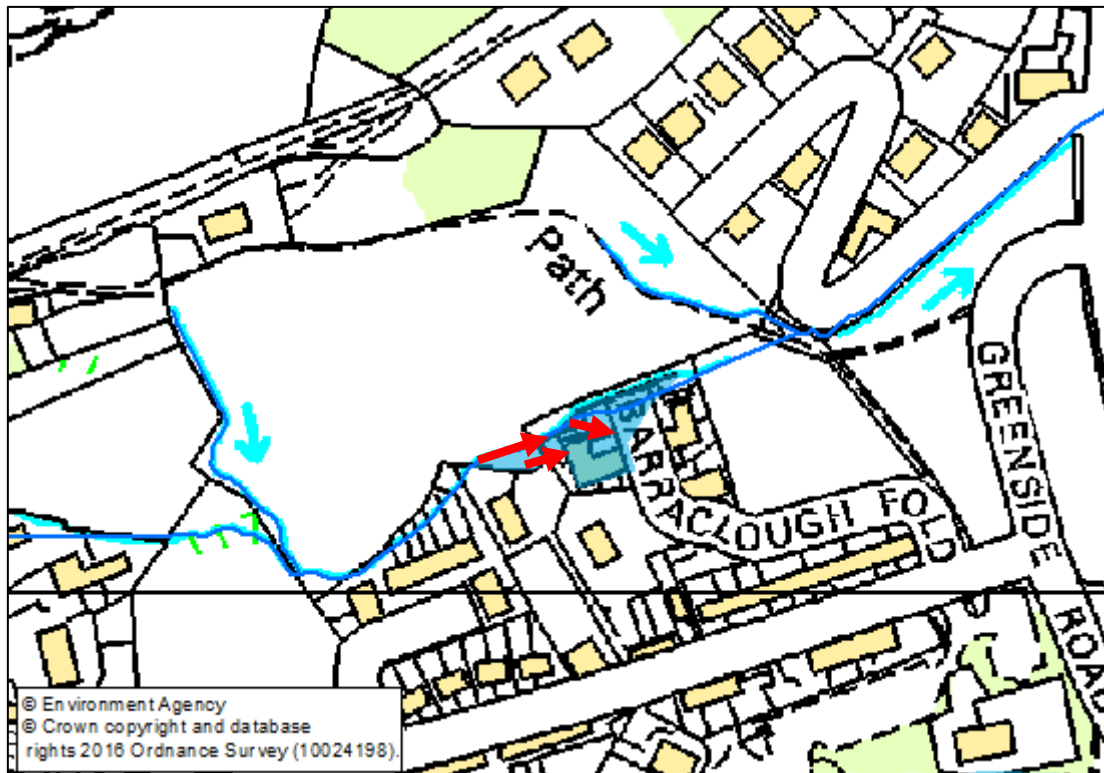 Path
BARRACLOUGH FOLD
GREENSIDE ROAD
© Environment Agency
© Crown copyright and database
rights 2016 Ordnance Survey (10024198).